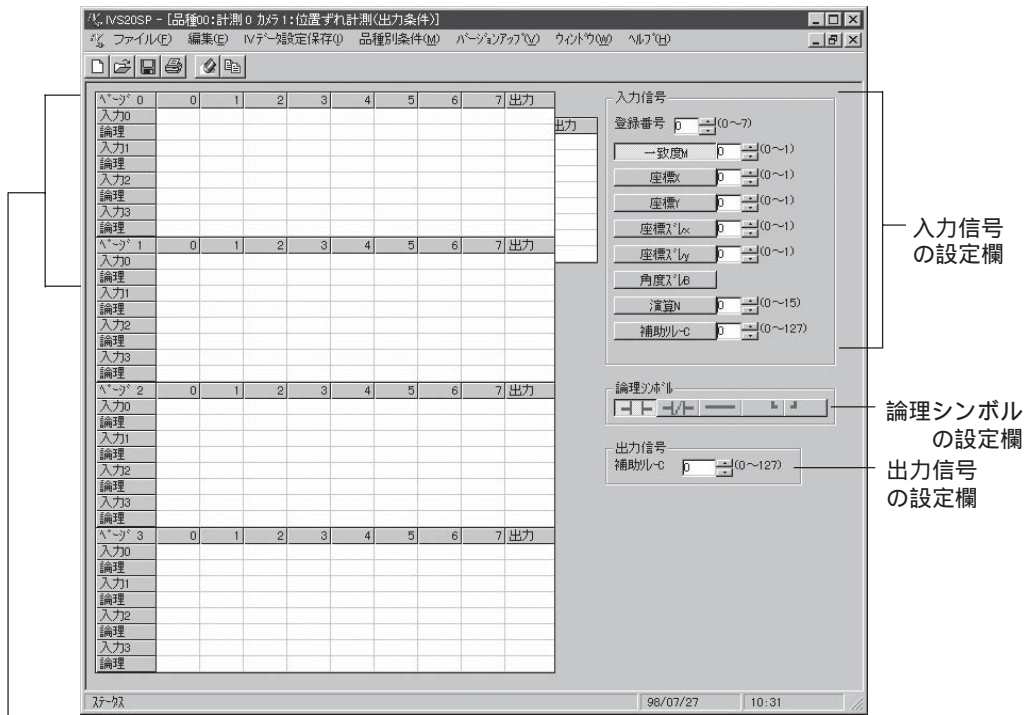 IVS20SP - [品種00:計測 0 カメラ 1:位置ずれ計測(出力条件)]
ファイル(F) 編集(E) IVデータ設定保存(I) 品種別条件(M) バージョンアップ(V) ウィンドウ(W) ヘルプ(H)
ページ 0 0 1 2 3 4 5 6 7 出力
入力0
論理
入力1
論理
入力2
論理
入力3
論理
ページ 1 0 1 2 3 4 5 6 7 出力
入力0
論理
入力1
論理
入力2
論理
入力3
論理
ページ 2 0 1 2 3 4 5 6 7 出力
入力0
論理
入力1
論理
入力2
論理
入力3
論理
ページ 3 0 1 2 3 4 5 6 7 出力
入力0
論理
入力1
論理
入力2
論理
入力3
論理
出力
入力信号
登録番号 0 (0~7)
一致度M 0 (0~1)
座標X 0 (0~1)
座標Y 0 (0~1)
座標ズレx 0 (0~1)
座標ズレy 0 (0~1)
角度ズレB
演算N 0 (0~15)
補助リレーC 0 (0~127)
論理シンボル
出力信号
補助リレーC 0 (0~127)
入力信号
の設定欄
論理シンボル
の設定欄
出力信号
の設定欄
ステータス 98/07/27 10:31